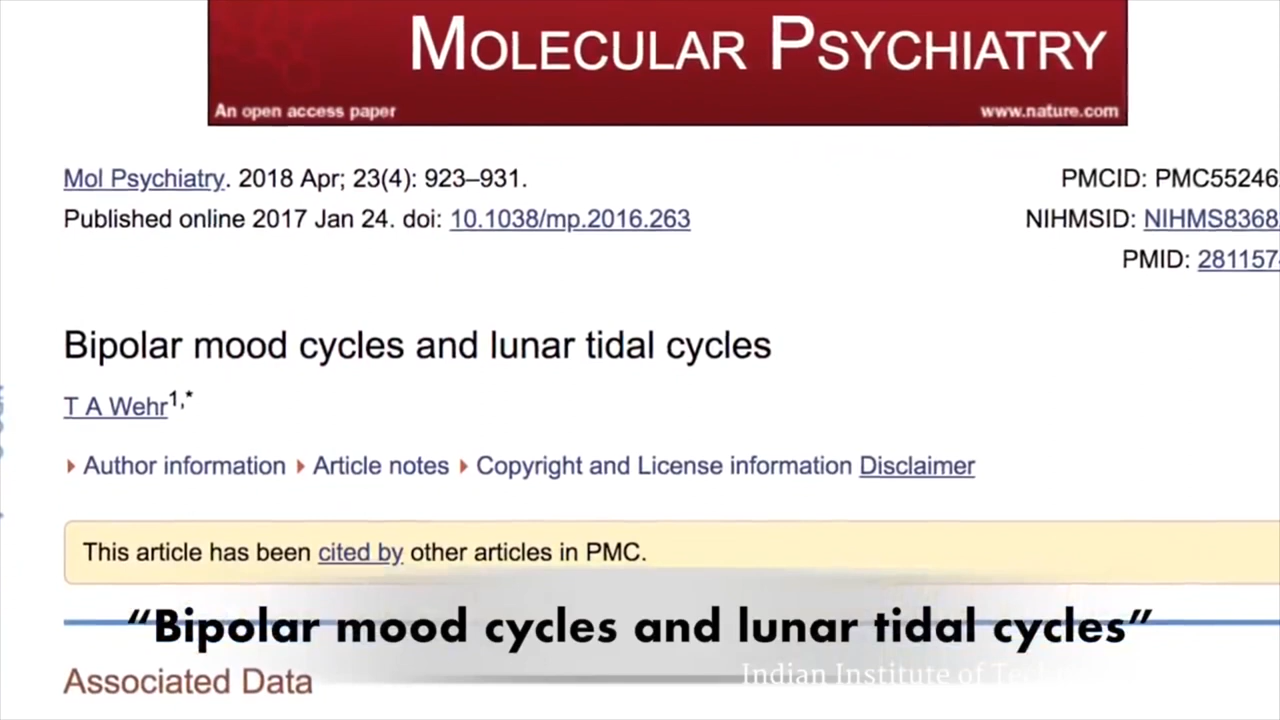 MOLECULAR PSYCHIATRY
An open access paper www.nature.com
Mol Psychiatry. 2018 Apr; 23(4): 923–931. PMCID: PMC55246
Published online 2017 Jan 24. doi: 10.1038/mp.2016.263 NIHMSID: NIHMS8368
PMID: 281157
Bipolar mood cycles and lunar tidal cycles
T A Wehr1,*
Author information Article notes Copyright and License information Disclaimer
This article has been cited by other articles in PMC.
“Bipolar mood cycles and lunar tidal cycles”
Indian Institute of
Associated Data